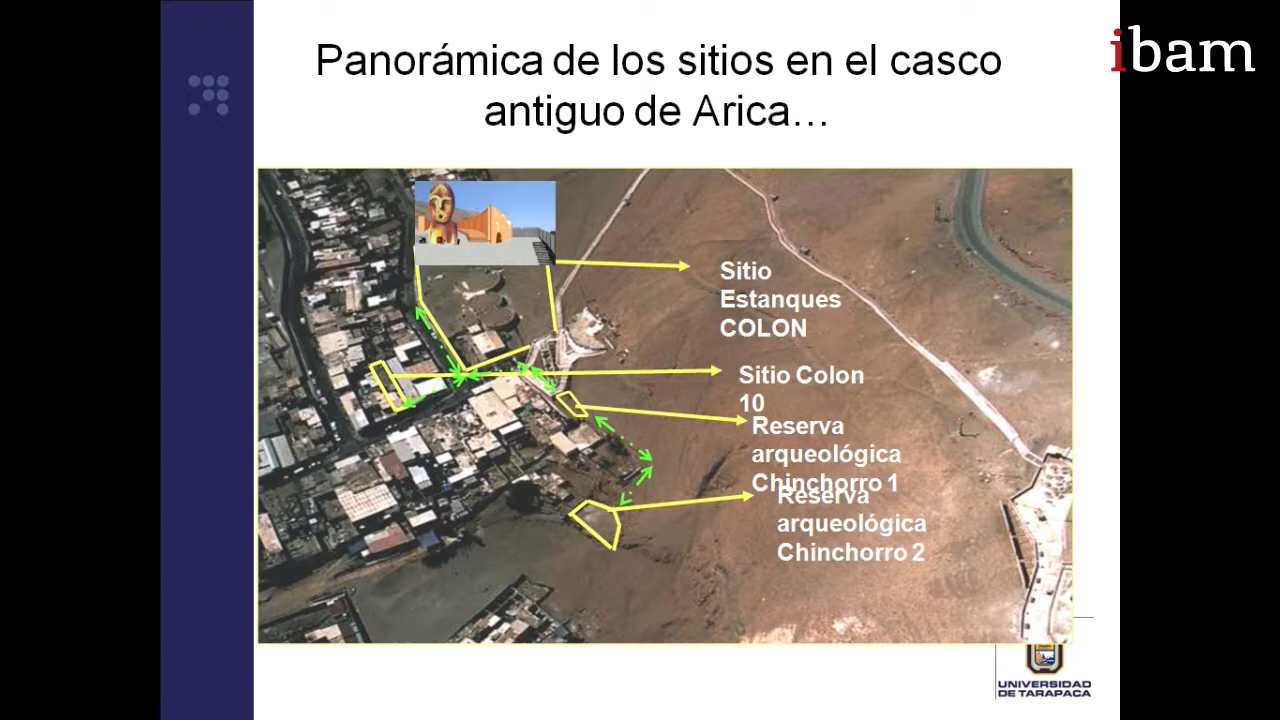 ibam
Panorámica de los sitios en el casco
antiguo de Arica...
Sitio
Estanques
COLON
Sitio Colon
10
Reserva
arqueológica
Chinchorro 1
Reserva
arqueológica
Chinchorro 2
UNIVERSIDAD
DE TARAPACA